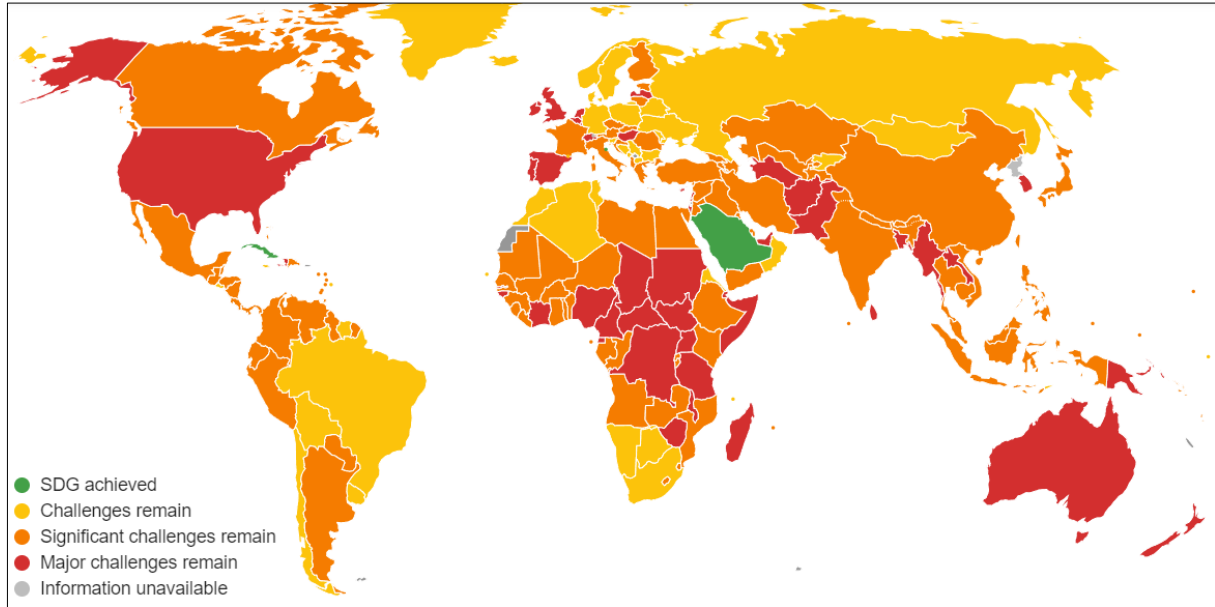 SDG achieved
Challenges remain
Significant challenges remain
Major challenges remain
Information unavailable